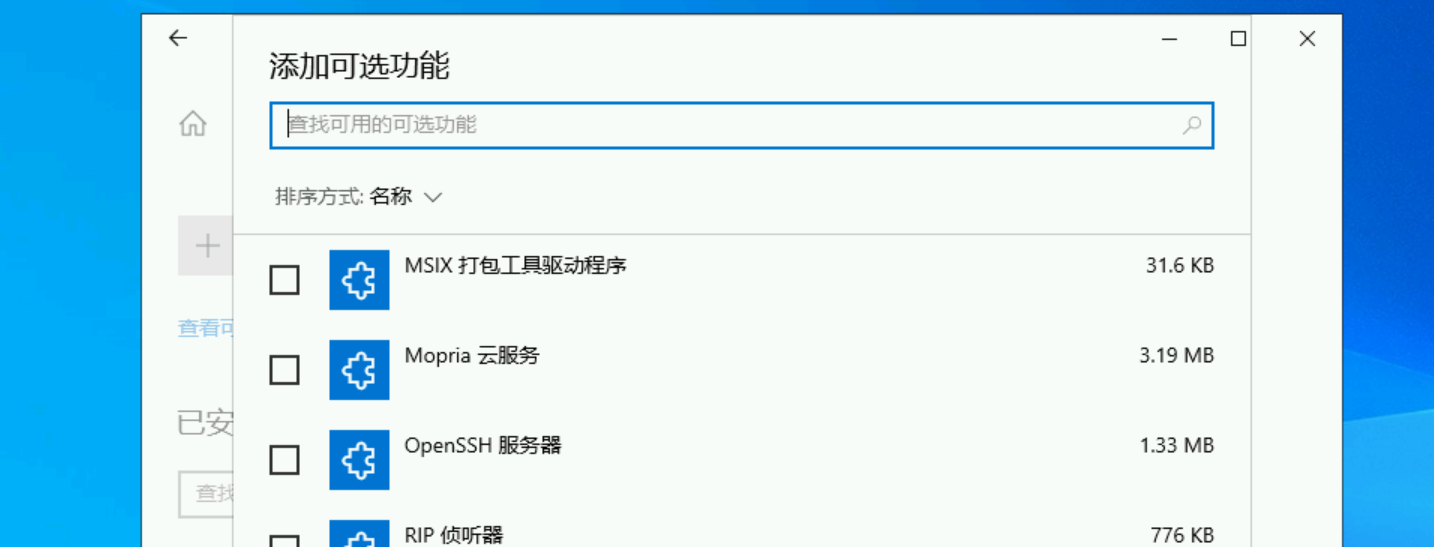 添加可选功能
查找可用的可选功能
排序方式: 名称
MSIX 打包工具驱动程序 31.6 KB
Mopria 云服务 3.19 MB
查看可
已安
OpenSSH 服务器 1.33 MB
查找
RIP 侦听器 776 KB